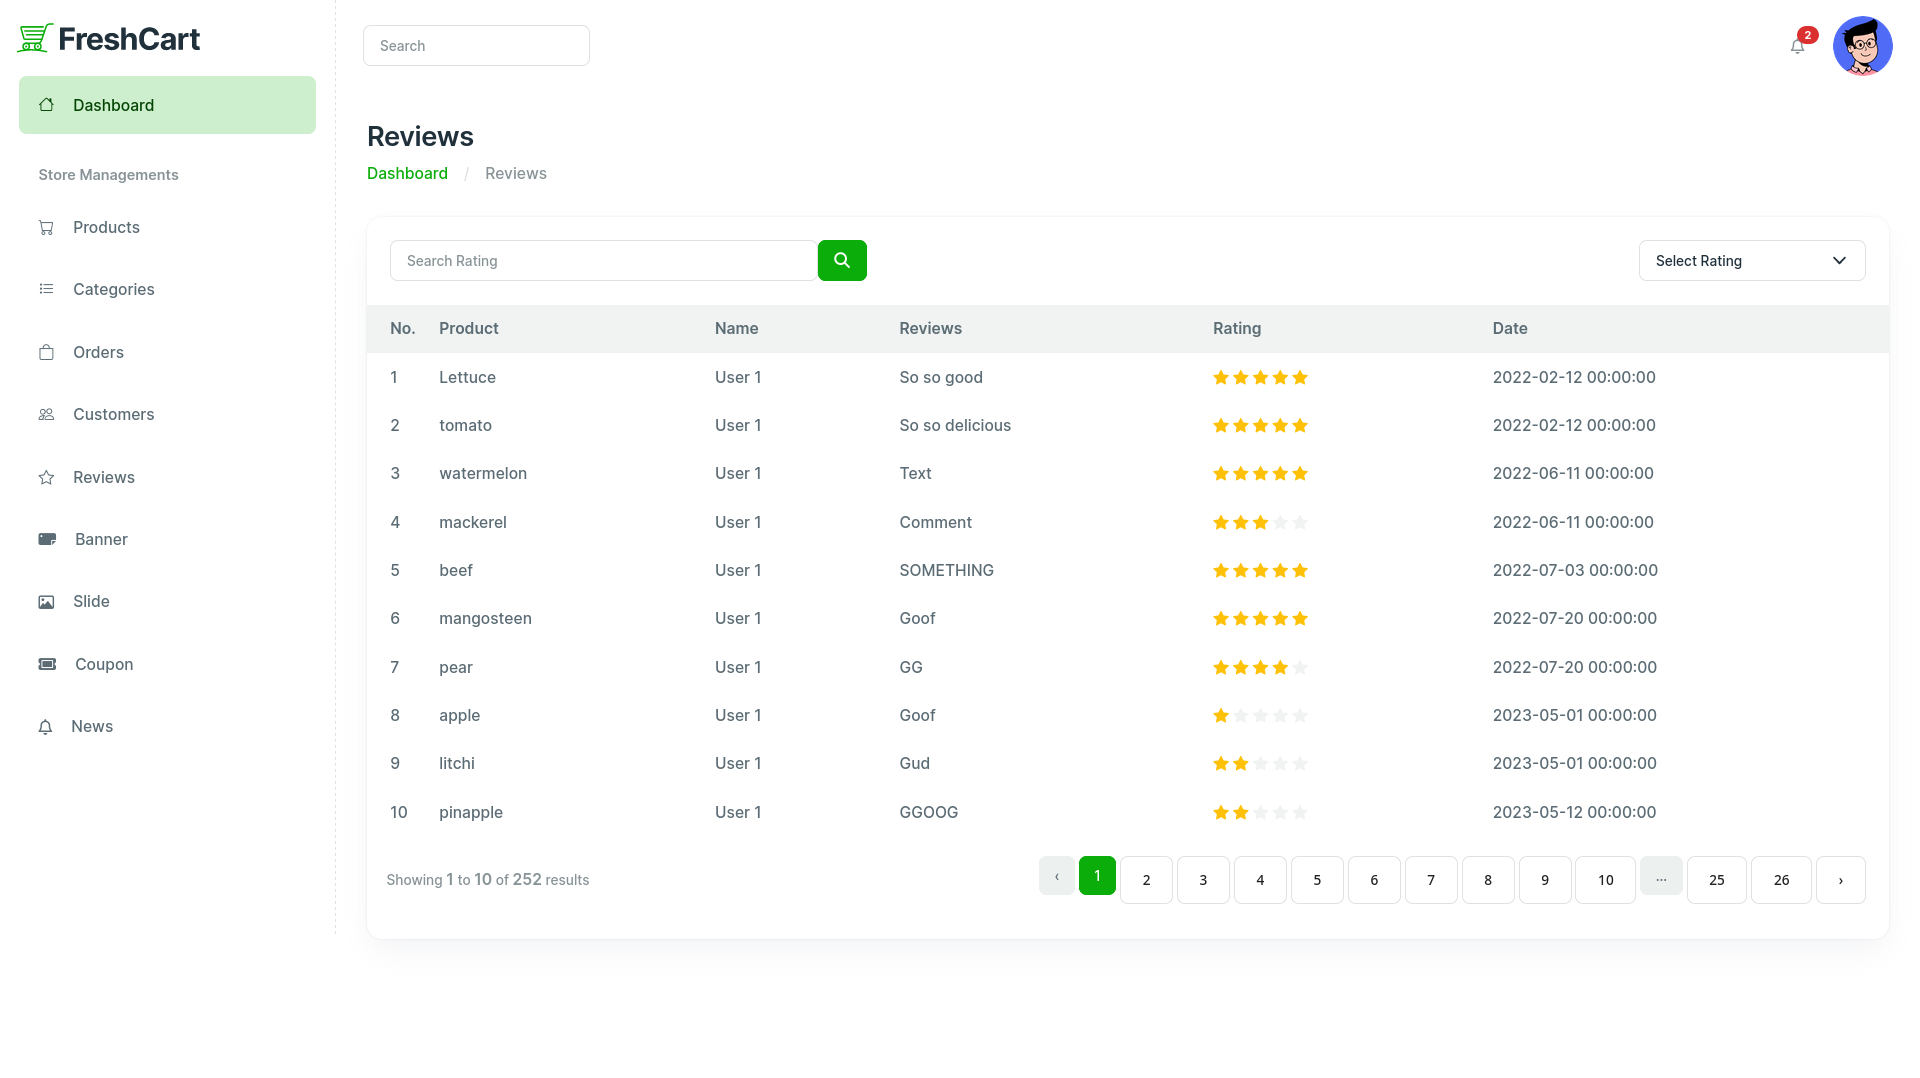 FreshCart
Search
2
Dashboard
Store Managements
Products
Categories
Orders
Customers
Reviews
Banner
Slide
Coupon
News
Reviews
Dashboard / Reviews
Search Rating
Select Rating
No. Product Name Reviews Rating Date
1 Lettuce User 1 So so good 2022-02-12 00:00:00
2 tomato User 1 So so delicious 2022-02-12 00:00:00
3 watermelon User 1 Text 2022-06-11 00:00:00
4 mackerel User 1 Comment 2022-06-11 00:00:00
5 beef User 1 SOMETHING 2022-07-03 00:00:00
6 mangosteen User 1 Goof 2022-07-20 00:00:00
7 pear User 1 GG 2022-07-20 00:00:00
8 apple User 1 Goof 2023-05-01 00:00:00
9 litchi User 1 Gud 2023-05-01 00:00:00
10 pinapple User 1 GGOOG 2023-05-12 00:00:00
Showing 1 to 10 of 252 results
‹ 1 2 3 4 5 6 7 8 9 10 ... 25 26 ›